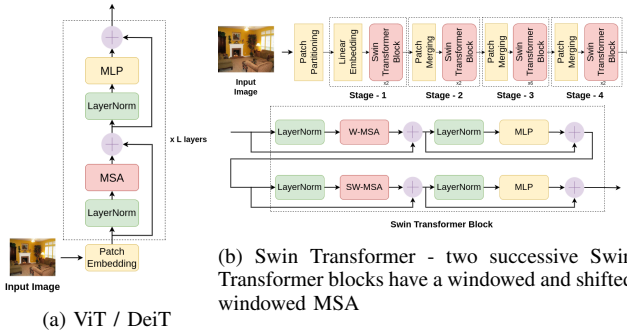 MLP
LayerNorm
x L layers
MSA
LayerNorm
Patch
Embedding
Input Image
(a) ViT / DeiT
Input
Image
Patch
Partitioning
Linear
Embedding
Swin
Transformer
Block
Patch
Merging
Swin
Transformer
Block
Patch
Merging
Swin
Transformer
Block
Patch
Merging
Swin
Transformer
Block
Stage - 1
Stage - 2
Stage - 3
Stage - 4
LayerNorm
W-MSA
LayerNorm
MLP
LayerNorm
SW-MSA
LayerNorm
MLP
Swin Transformer Block
(b) Swin Transformer - two successive Swin
Transformer blocks have a windowed and shifted
windowed MSA